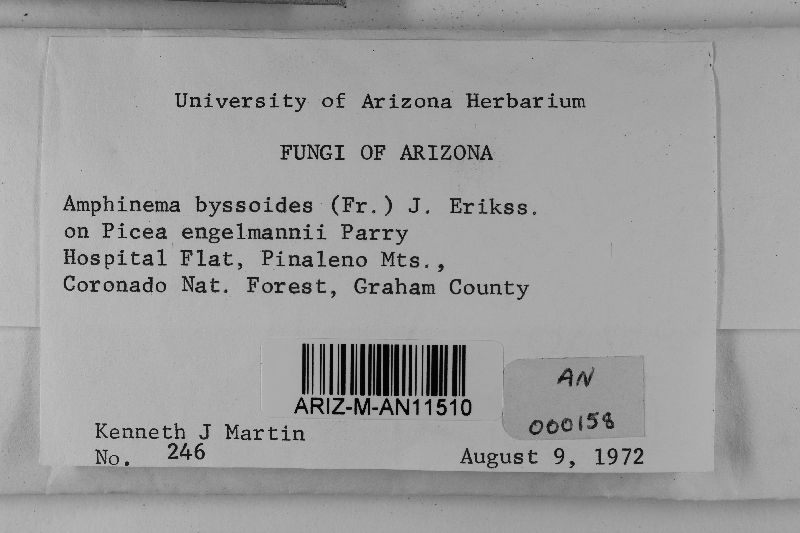 University of Arizona Herbarium
FUNGI OF ARIZONA
Amphinema byssoides (Fr.) J. Erikss.
on Picea engelmannii Parry
Hospital Flat, Pinaleno Mts.,
Coronado Nat. Forest, Graham County
ARIZ-M-AN11510
AN
000158
Kenneth J Martin
No. 246
August 9, 1972